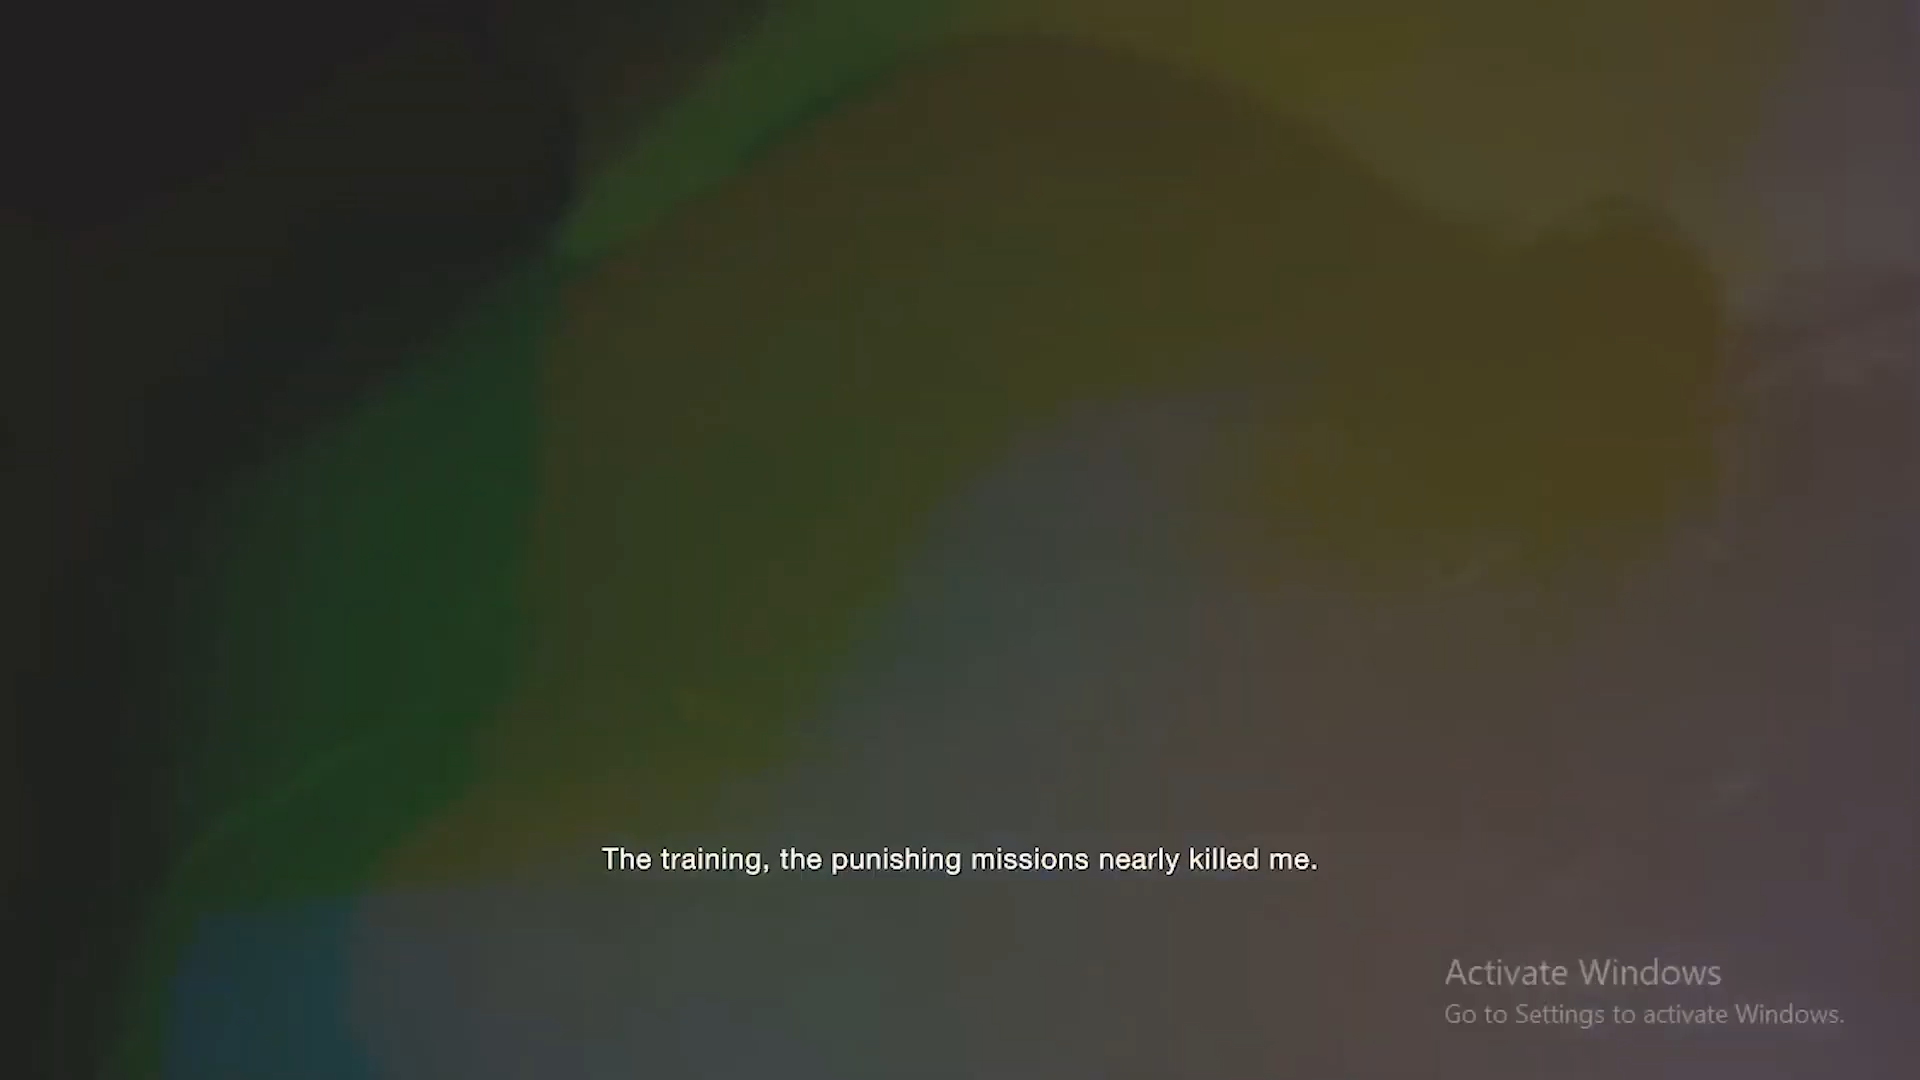 The training, the punishing missions nearly killed me.
Activate Windows
Go to Settings to activate Windows.